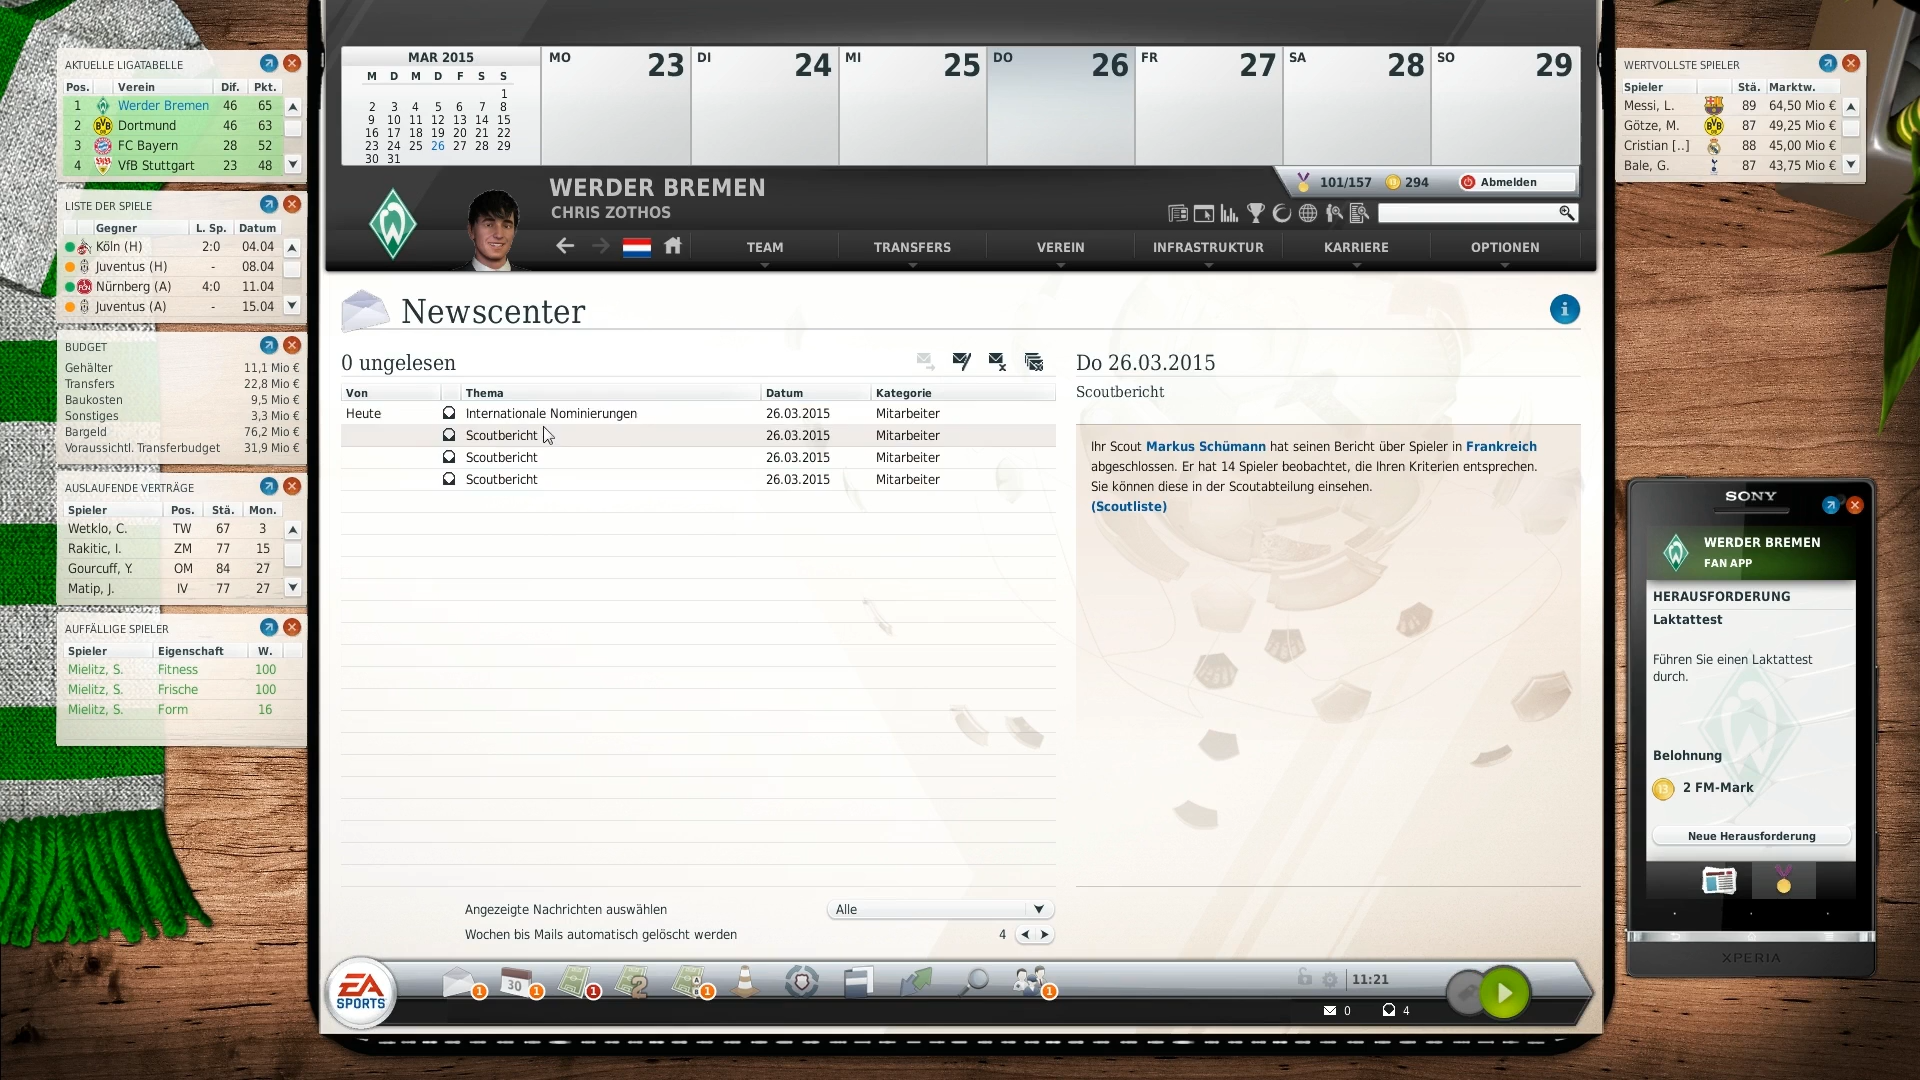 AKTUELLE LIGATABELLE
Pos. Verein Dif. Pkt.
1 Werder Bremen 46 65
2 Dortmund 46 63
3 FC Bayern 28 52
4 VfB Stuttgart 23 48
LISTE DER SPIELE
Gegner L. Sp. Datum
Köln (H) 2:0 04.04
Juventus (H) - 08.04
Nürnberg (A) 4:0 11.04
Juventus (A) - 15.04
BUDGET
Gehälter 11,1 Mio €
Transfers 22,8 Mio €
Baukosten 9,5 Mio €
Sonstiges 3,3 Mio €
Bargeld 76,2 Mio €
Voraussichtl. Transferbudget 31,9 Mio €
AUSLAUFENDE VERTRÄGE
Spieler Pos. Stä. Mon.
Wetklo, C. TW 67 3
Rakitic, I. ZM 77 15
Gourcuff, Y. OM 84 27
Matip, J. IV 77 27
AUFFÄLLIGE SPIELER
Spieler Eigenschaft W.
Mielitz, S. Fitness 100
Mielitz, S. Frische 100
Mielitz, S. Form 16
MAR 2015
M D M D F S S
1
2 3 4 5 6 7 8
9 10 11 12 13 14 15
16 17 18 19 20 21 22
23 24 25 26 27 28 29
30 31
MO 23 DI 24 MI 25 DO 26 FR 27 SA 28 SO 29
WERDER BREMEN
CHRIS ZOTHOS
101/157 294 Abmelden
TEAM TRANSFERS VEREIN INFRASTRUKTUR KARRIERE OPTIONEN
Newscenter
0 ungelesen
Von Thema Datum Kategorie
Heute Internationale Nominierungen 26.03.2015 Mitarbeiter
Scoutbericht 26.03.2015 Mitarbeiter
Scoutbericht 26.03.2015 Mitarbeiter
Scoutbericht 26.03.2015 Mitarbeiter
Angezeigte Nachrichten auswählen Alle
Wochen bis Mails automatisch gelöscht werden 4
Do 26.03.2015
Scoutbericht
Ihr Scout Markus Schümann hat seinen Bericht über Spieler in Frankreich
abgeschlossen. Er hat 14 Spieler beobachtet, die Ihren Kriterien entsprechen.
Sie können diese in der Scoutabteilung einsehen.
(Scoutliste)
EA
SPORTS
1 30 1 1 2 1 1
11:21
0 4
WERTVOLLSTE SPIELER
Spieler Stä. Marktw.
Messi, L. 89 64,50 Mio €
Götze, M. 87 49,25 Mio €
Cristian [..] 88 45,00 Mio €
Bale, G. 87 43,75 Mio €
SONY
WERDER BREMEN
FAN APP
HERAUSFORDERUNG
Laktattest
Führen Sie einen Laktattest
durch.
Belohnung
13 2 FM-Mark
Neue Herausforderung
XPERIA